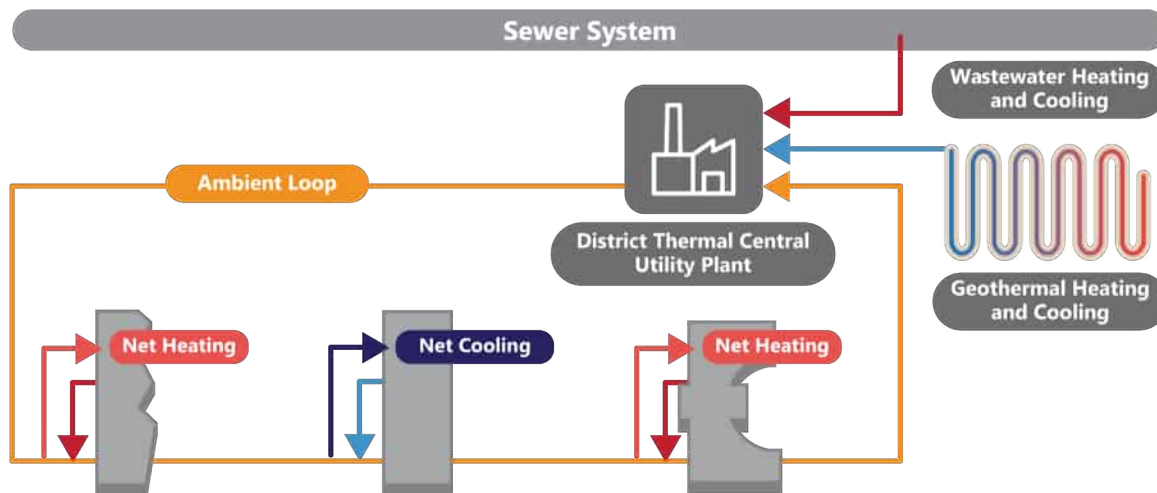 Sewer System
Wastewater Heating
and Cooling
Ambient Loop
District Thermal Central
Utility Plant
Geothermal Heating
and Cooling
Net Heating
Net Cooling
Net Heating